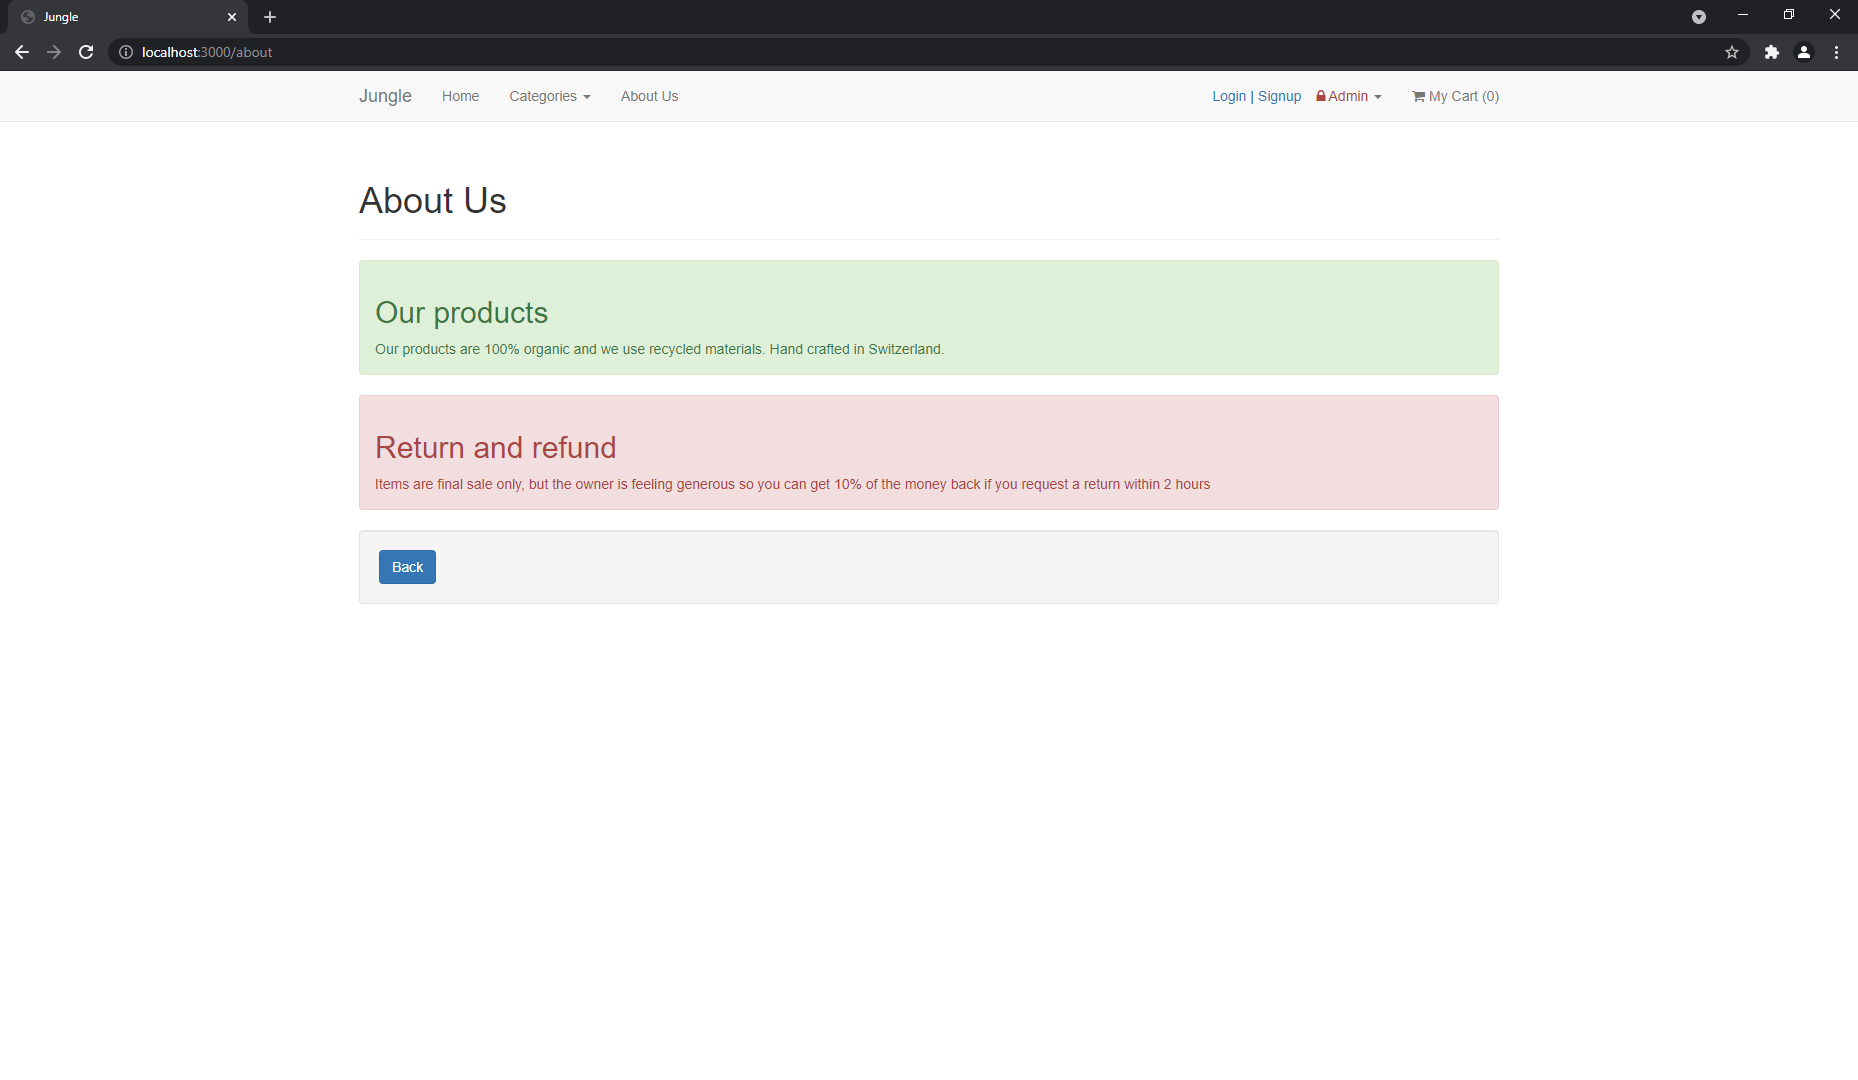 Jungle
localhost:3000/about
Jungle Home Categories About Us Login | Signup Admin My Cart (0)
About Us
Our products
Our products are 100% organic and we use recycled materials. Hand crafted in Switzerland.
Return and refund
Items are final sale only, but the owner is feeling generous so you can get 10% of the money back if you request a return within 2 hours
Back